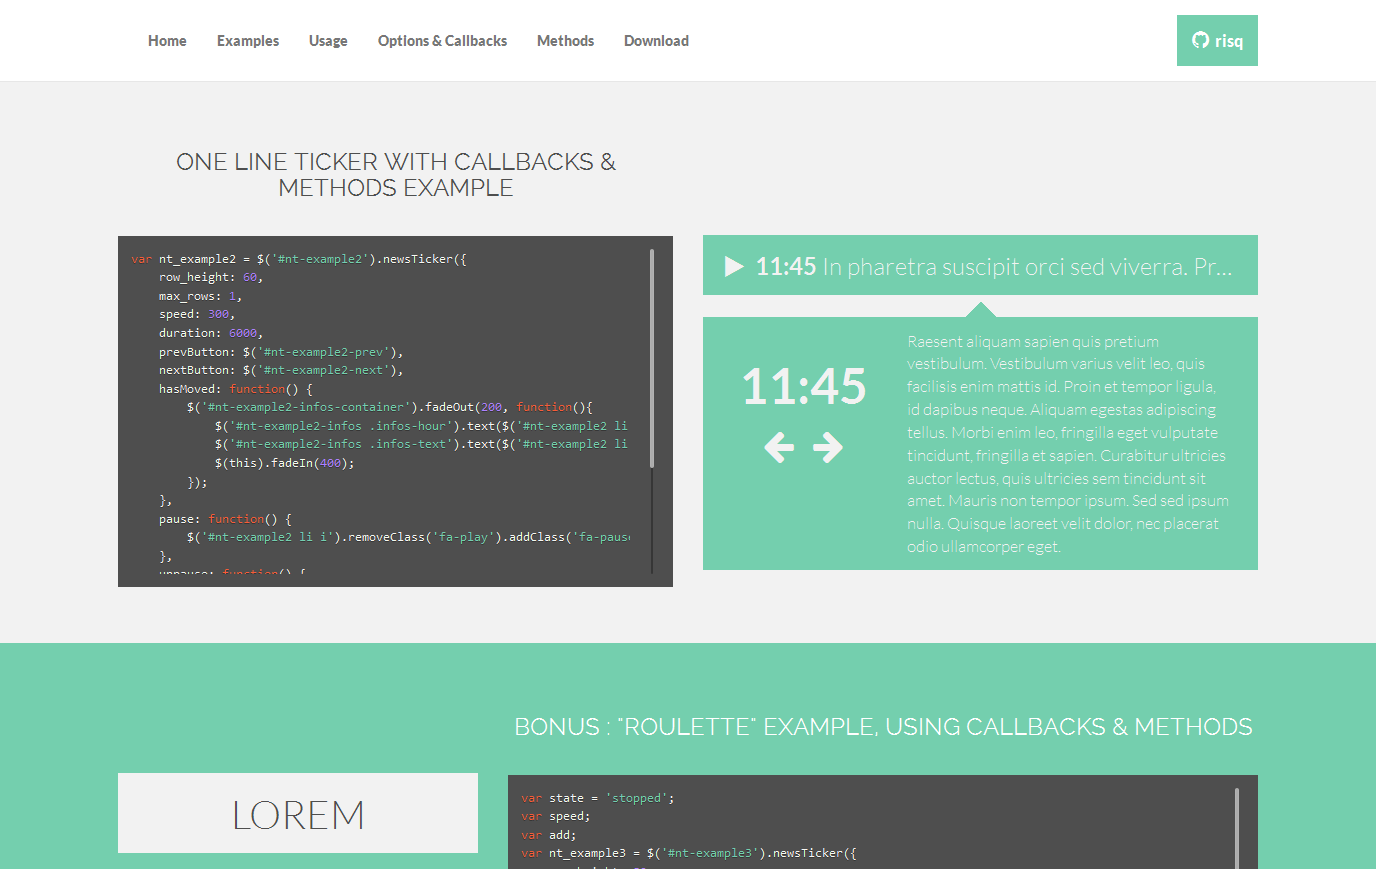 Home Examples Usage Options & Callbacks Methods Download
risq
ONE LINE TICKER WITH CALLBACKS &
METHODS EXAMPLE
var nt_example2 = $('#nt-example2').newsTicker({
row_height: 60,
max_rows: 1,
speed: 300,
duration: 6000,
prevButton: $('#nt-example2-prev'),
nextButton: $('#nt-example2-next'),
hasMoved: function() {
$('#nt-example2-infos-container').fadeOut(200, function(){
$('#nt-example2-infos .infos-hour').text($('#nt-example2 li
$('#nt-example2-infos .infos-text').text($('#nt-example2 li
$(this).fadeIn(400);
});
},
pause: function() {
$('#nt-example2 li i').removeClass('fa-play').addClass('fa-pause
},
unpause: function() {
11:45 In pharetra suscipit orci sed viverra. Pr...
11:45
Raesent aliquam sapien quis pretium
vestibulum. Vestibulum varius velit leo, quis
facilisis enim mattis id. Proin et tempor ligula,
id dapibus neque. Aliquam egestas adipiscing
tellus. Morbi enim leo, fringilla eget vulputate
tincidunt, fringilla et sapien. Curabitur ultricies
auctor lectus, quis ultricies sem tincidunt sit
amet. Mauris non tempor ipsum. Sed sed ipsum
nulla. Quisque laoreet velit dolor, nec placerat
odio ullamcorper eget.
BONUS : "ROULETTE" EXAMPLE, USING CALLBACKS & METHODS
LOREM
var state = 'stopped';
var speed;
var add;
var nt_example3 = $('#nt-example3').newsTicker({